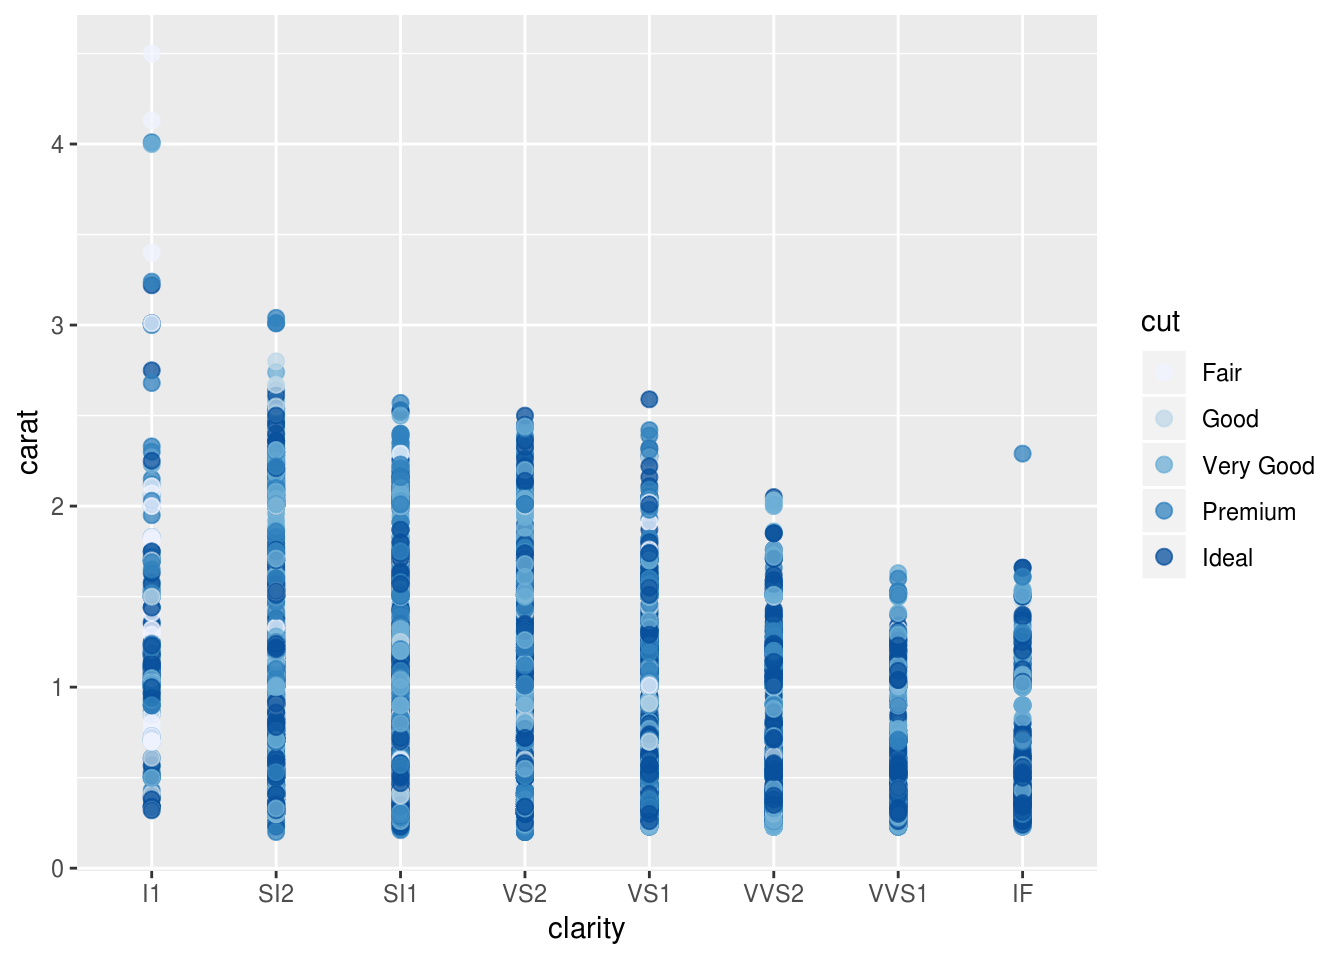 4
3
2
1
0
carat
I1 SI2 SI1 VS2 VS1 VVS2 VVS1 IF
clarity
cut
Fair
Good
Very Good
Premium
Ideal